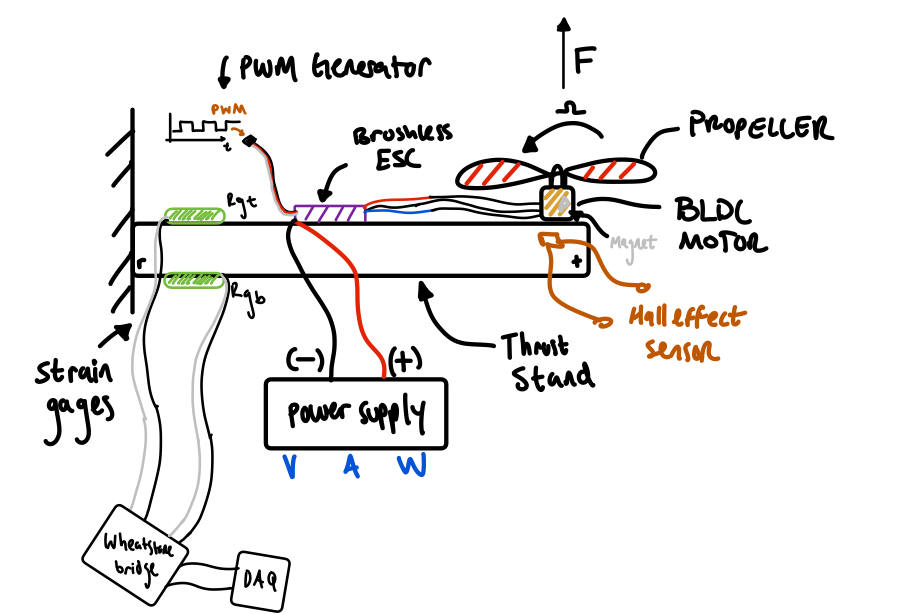 PWM Generator
F
PWM
t
Ω
Brushless
ESC
PROPELLER
Rgt
BLDC
MOTOR
Magnet
r
t
Rgb
Hall effect
sensor
Strain
gages
Thrust
Stand
(-) (+)
power supply
V A W
Wheatstone
bridge
DAQ